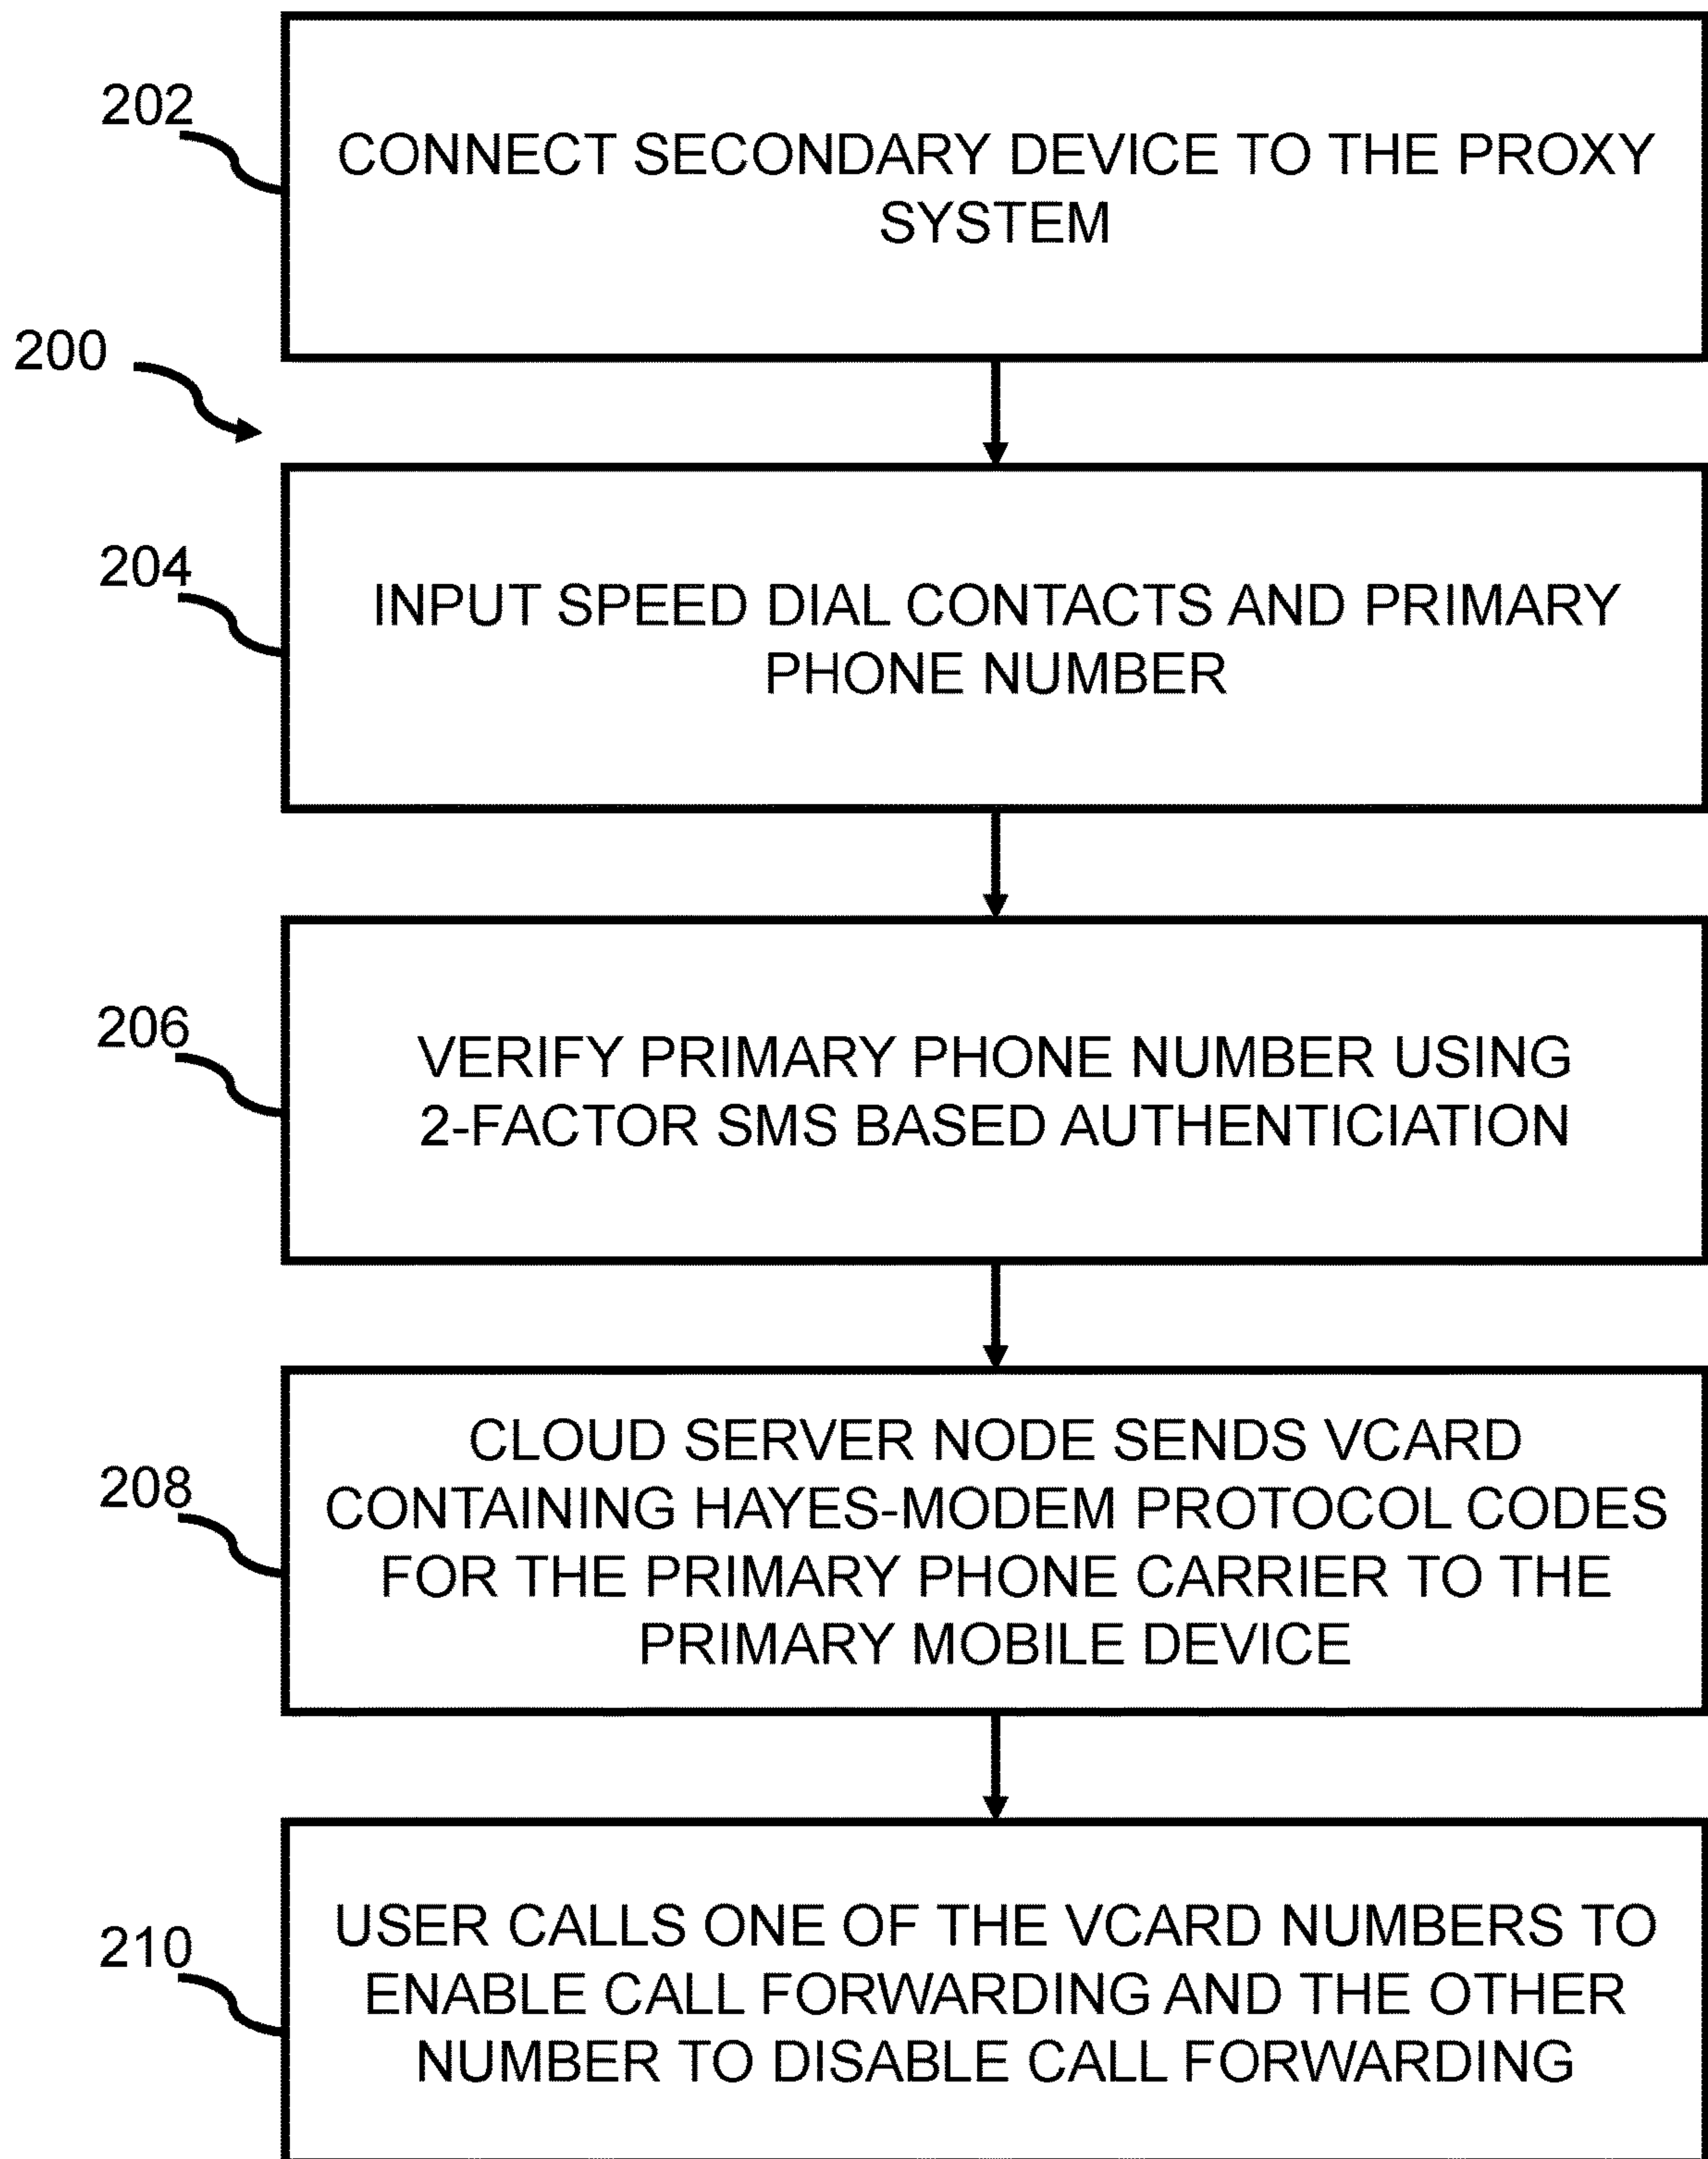 202
CONNECT SECONDARY DEVICE TO THE PROXY
SYSTEM
200
204
INPUT SPEED DIAL CONTACTS AND PRIMARY
PHONE NUMBER
206
VERIFY PRIMARY PHONE NUMBER USING
2-FACTOR SMS BASED AUTHENTICIATION
208
CLOUD SERVER NODE SENDS VCARD
CONTAINING HAYES-MODEM PROTOCOL CODES
FOR THE PRIMARY PHONE CARRIER TO THE
PRIMARY MOBILE DEVICE
210
USER CALLS ONE OF THE VCARD NUMBERS TO
ENABLE CALL FORWARDING AND THE OTHER
NUMBER TO DISABLE CALL FORWARDING